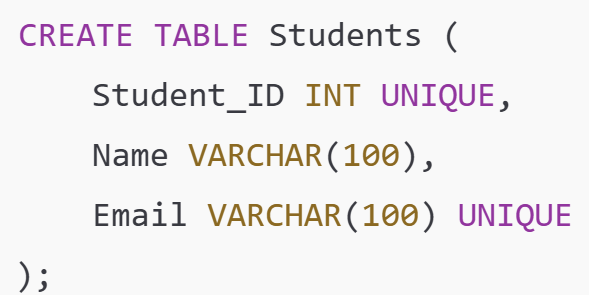 CREATE TABLE Students (
    Student_ID INT UNIQUE,
    Name VARCHAR(100),
    Email VARCHAR(100) UNIQUE
);